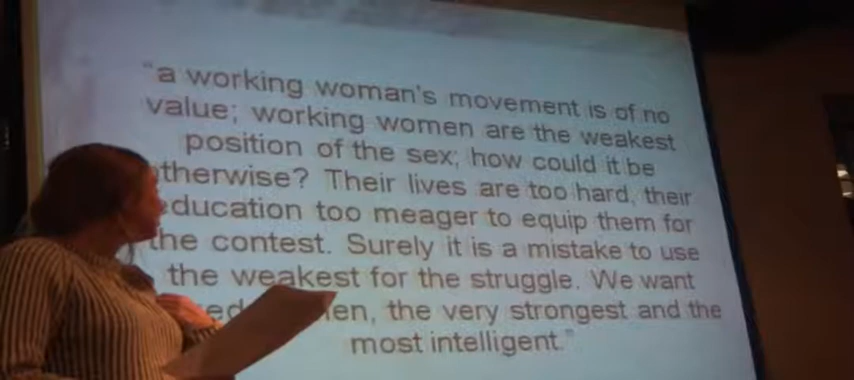 "a working woman's movement is of no
value; working women are the weakest
position of the sex; how could it be
otherwise? Their lives are too hard, their
education too meager to equip them for
the contest. Surely it is a mistake to use
the weakest for the struggle. We want
the very strongest and the
most intelligent."